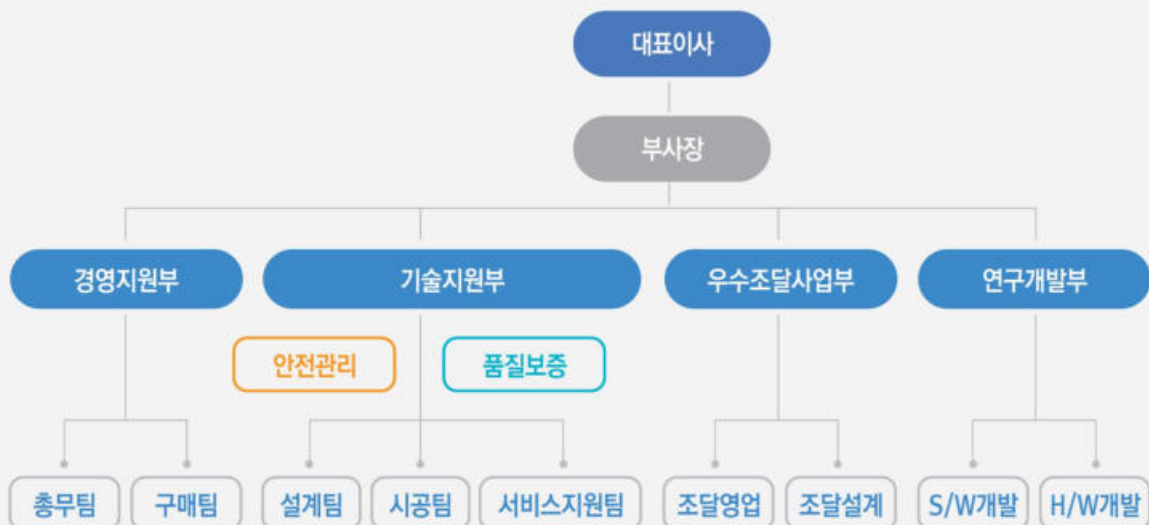 대표이사
부사장
경영지원부 기술지원부 우수조달사업부 연구개발부
안전관리 품질보증
총무팀 구매팀 설계팀 시공팀 서비스지원팀 조달영업 조달설계 S/W개발 H/W개발